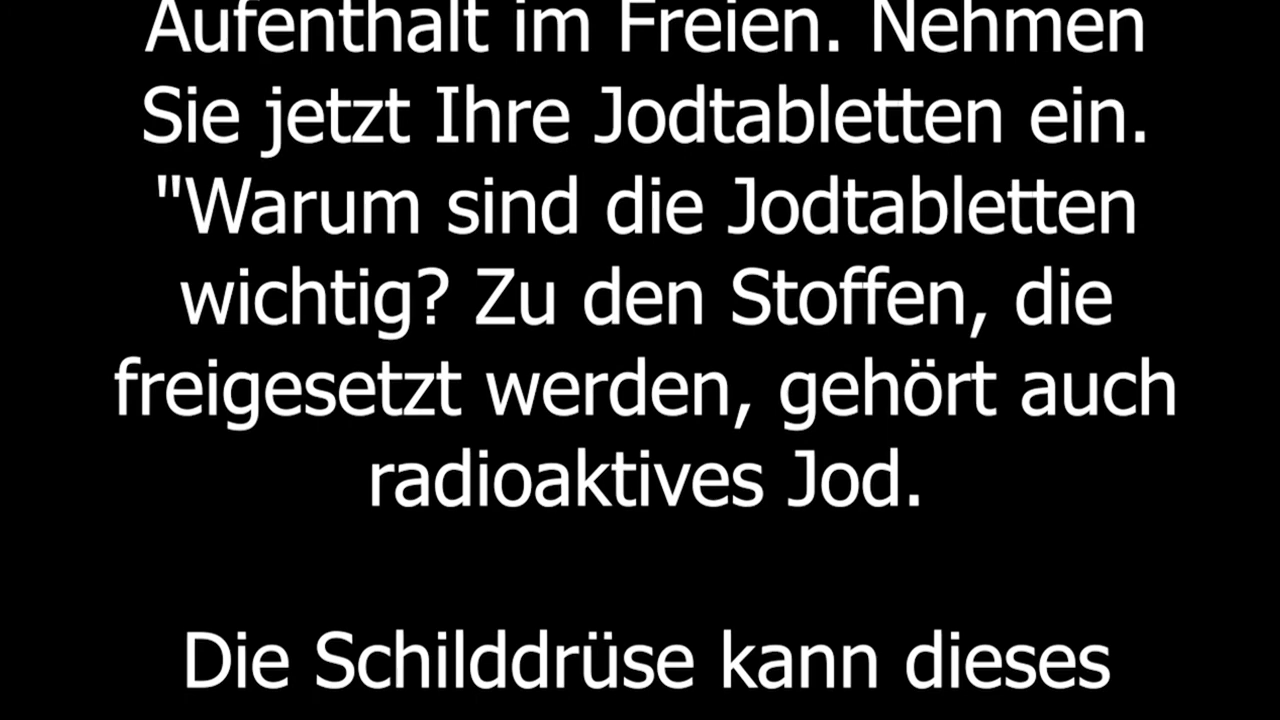 Aufenthalt im Freien. Nehmen
Sie jetzt Ihre Jodtabletten ein.
"Warum sind die Jodtabletten
wichtig? Zu den Stoffen, die
freigesetzt werden, gehört auch
radioaktives Jod.
Die Schilddrüse kann dieses